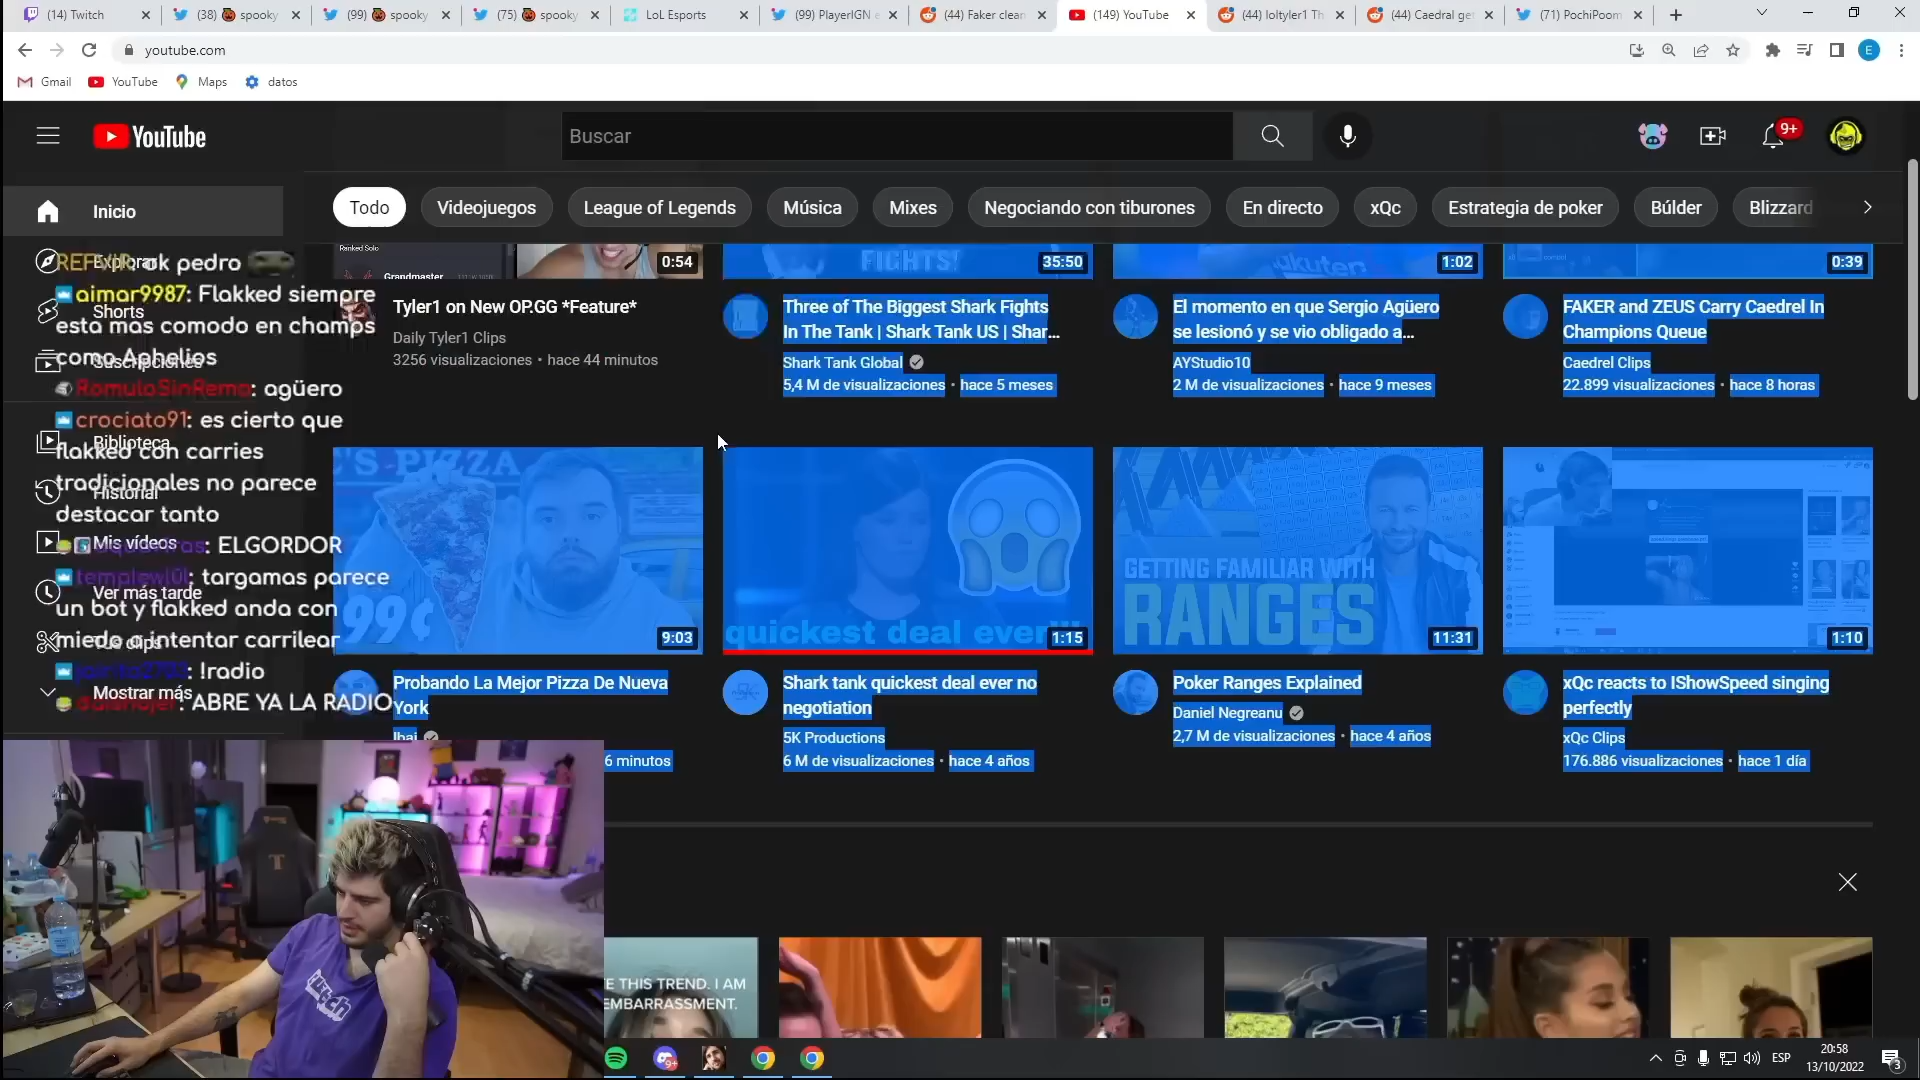 (14) Twitch
(38) 🎃 spooky
(99) 🎃 spooky
(75) 🎃 spooky
LoL Esports
(99) PlayerIGN e
(44) Faker clean
(149) YouTube
(44) loltyler1 Th
(44) Caedral ge
(71) PochiPoom
youtube.com
E
Gmail
YouTube
Maps
datos
YouTube
Buscar
9+
Inicio
Todo
Videojuegos
League of Legends
Música
Mixes
Negociando con tiburones
En directo
xQc
Estrategia de poker
Búlder
Blizzard
Explorar
Shorts
Suscripciones
Biblioteca
Historial
Mis vídeos
Ver más tarde
Tus clips
Mostrar más
REFIXIR: ok pedro
aimar9987: Flakked siempre
esta mas comodo en champs
como Aphelios
RomuloSinRemo: agüero
crociato91: es cierto que
flakked con carries
tradicionales no parece
destacar tanto
: ELGORDOR
templewl0l: targamas parece
un bot y flakked anda con
miedo a intentar carrilear
: !radio
: ABRE YA LA RADIO
Ranked Solo
Grandmaster
0:54
Tyler1 on New OP.GG *Feature*
Daily Tyler1 Clips
3256 visualizaciones • hace 44 minutos
FIGHTS!
35:50
Three of The Biggest Shark Fights
In The Tank | Shark Tank US | Shar...
Shark Tank Global
5,4 M de visualizaciones • hace 5 meses
Rakuten
1:02
El momento en que Sergio Agüero
se lesionó y se vio obligado a...
AYStudio10
2 M de visualizaciones • hace 9 meses
0:39
FAKER and ZEUS Carry Caedrel In
Champions Queue
Caedrel Clips
22.899 visualizaciones • hace 8 horas
'S PIZZA
99¢
9:03
Probando La Mejor Pizza De Nueva
York
Ibai
6 minutos
quickest deal ever"
1:15
Shark tank quickest deal ever no
negotiation
5K Productions
6 M de visualizaciones • hace 4 años
GETTING FAMILIAR WITH
RANGES
11:31
Poker Ranges Explained
Daniel Negreanu
2,7 M de visualizaciones • hace 4 años
1:10
xQc reacts to IShowSpeed singing
perfectly
xQc Clips
176.886 visualizaciones • hace 1 día
E THIS TREND. I AM
EMBARRASSMENT.
9+
ESP
20:58
13/10/2022
3